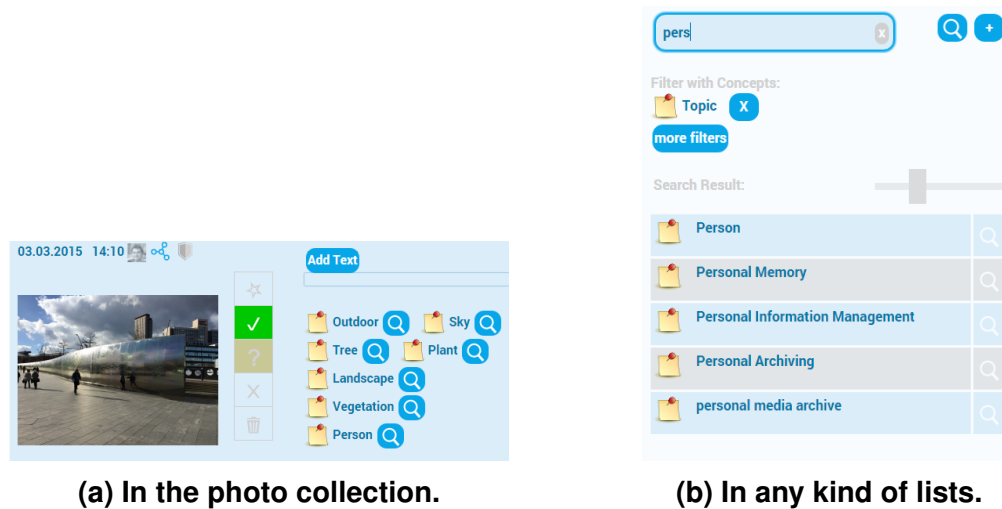 03.03.2015 14:10
Add Text
Outdoor Sky
Tree Plant
Landscape
Vegetation
Person
(a) In the photo collection.
pers
x
+
Filter with Concepts:
Topic X
more filters
Search Result:
Person
Personal Memory
Personal Information Management
Personal Archiving
personal media archive
(b) In any kind of lists.